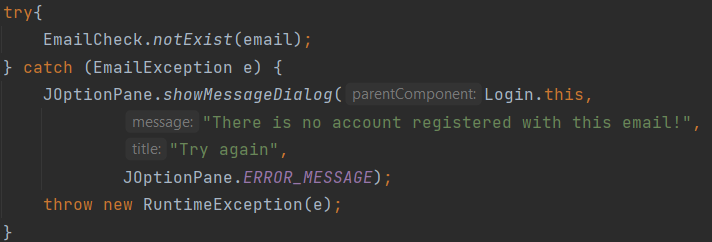 try{
    EmailCheck.notExist(email);
} catch (EmailException e) {
    JOptionPane.showMessageDialog( parentComponent: Login.this,
            message: "There is no account registered with this email!",
            title: "Try again",
            JOptionPane.ERROR_MESSAGE);
    throw new RuntimeException(e);
}